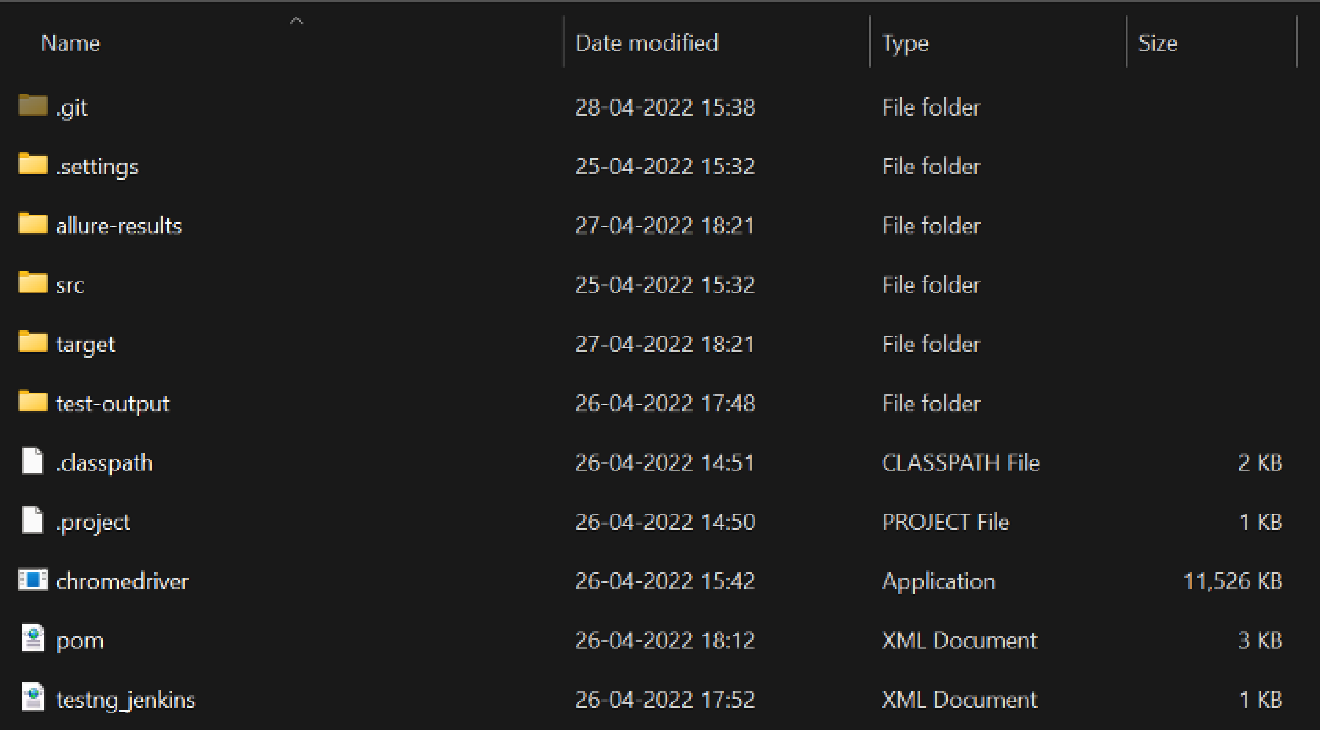 Name Date modified Type Size
.git 28-04-2022 15:38 File folder
.settings 25-04-2022 15:32 File folder
allure-results 27-04-2022 18:21 File folder
src 25-04-2022 15:32 File folder
target 27-04-2022 18:21 File folder
test-output 26-04-2022 17:48 File folder
.classpath 26-04-2022 14:51 CLASSPATH File 2 KB
.project 26-04-2022 14:50 PROJECT File 1 KB
chromedriver 26-04-2022 15:42 Application 11,526 KB
pom 26-04-2022 18:12 XML Document 3 KB
testng_jenkins 26-04-2022 17:52 XML Document 1 KB